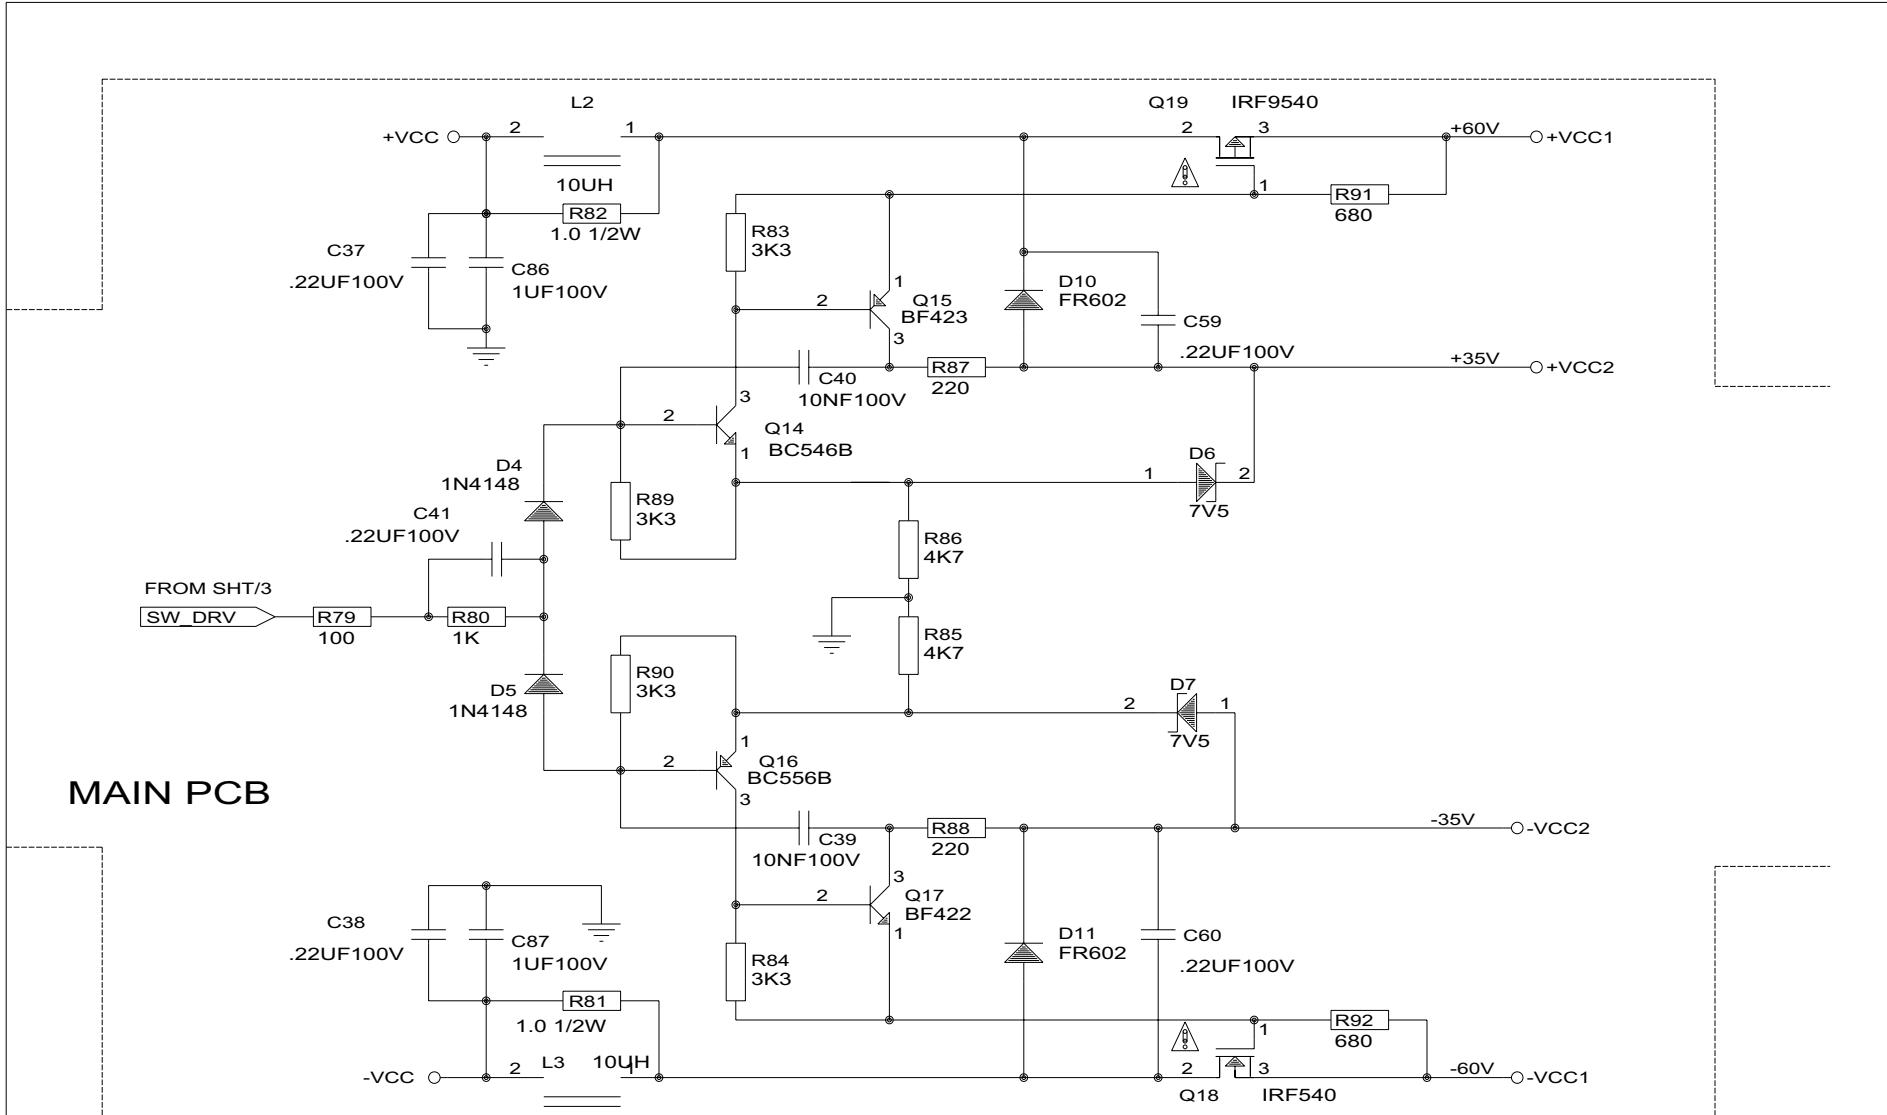 L2
Q19 IRF9540
+VCC 2 1 2 3 +60V +VCC1
10UH
1 R91
680
R82
1.0 1/2W
R83
3K3
C37
.22UF100V
C86
1UF100V
1
2 Q15
BF423
3
D10
FR602
C59
.22UF100V
+35V +VCC2
C40
10NF100V
R87
220
3
2 Q14
BC546B
1
D4
1N4148
D6
1 2
7V5
R89
3K3
C41
.22UF100V
R86
4K7
FROM SHT/3
SW_DRV R79 R80
100 1K
R85
4K7
R90
3K3
D5
1N4148
D7
2 1
7V5
1
2 Q16
BC556B
3
MAIN PCB
C39
10NF100V
R88
220
-35V -VCC2
3
2 Q17
BF422
1
C38
.22UF100V
C87
1UF100V
D11
FR602
C60
.22UF100V
R84
3K3
R81
1.0 1/2W
1 R92
680
L3 10UH
-VCC 2 1 2 3 -60V -VCC1
Q18 IRF540